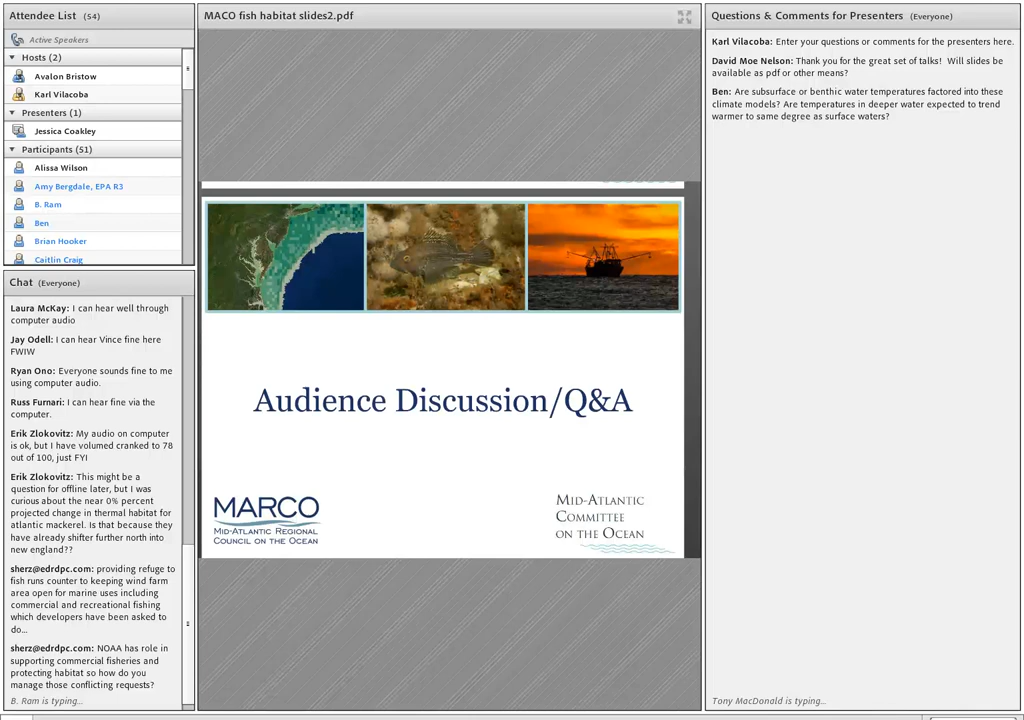 Attendee List (54)
Active Speakers
Hosts (2)
Avalon Bristow
Karl Vilacoba
Presenters (1)
Jessica Coakley
Participants (51)
Alissa Wilson
Amy Bergdale, EPA R3
B. Ram
Ben
Brian Hooker
Caitlin Craig
Chat (Everyone)
Laura McKay: I can hear well through
computer audio
Jay Odell: I can hear Vince fine here
FWIW
Ryan Ono: Everyone sounds fine to me
using computer audio.
Russ Furnari: I can hear fine via the
computer.
Erik Zlokovitz: My audio on computer
is ok, but I have volumed cranked to 78
out of 100, just FYI
Erik Zlokovitz: This might be a
question for offline later, but I was
curious about the near 0% percent
projected change in thermal habitat for
atlantic mackerel. Is that because they
have already shifter further north into
new england??
sherz@edrdpc.com: providing refuge to
fish runs counter to keeping wind farm
area open for marine uses including
commercial and recreational fishing
which developers have been asked to
do...
sherz@edrdpc.com: NOAA has role in
supporting commercial fisheries and
protecting habitat so how do you
manage those conflicting requests?
B. Ram is typing...
MACO fish habitat slides2.pdf
Audience Discussion/Q&A
MARCO
MID-ATLANTIC REGIONAL
COUNCIL ON THE OCEAN
MID-ATLANTIC
COMMITTEE
ON THE OCEAN
Questions & Comments for Presenters (Everyone)
Karl Vilacoba: Enter your questions or comments for the presenters here.
David Moe Nelson: Thank you for the great set of talks! Will slides be
available as pdf or other means?
Ben: Are subsurface or benthic water temperatures factored into these
climate models? Are temperatures in deeper water expected to trend
warmer to same degree as surface waters?
Tony MacDonald is typing...